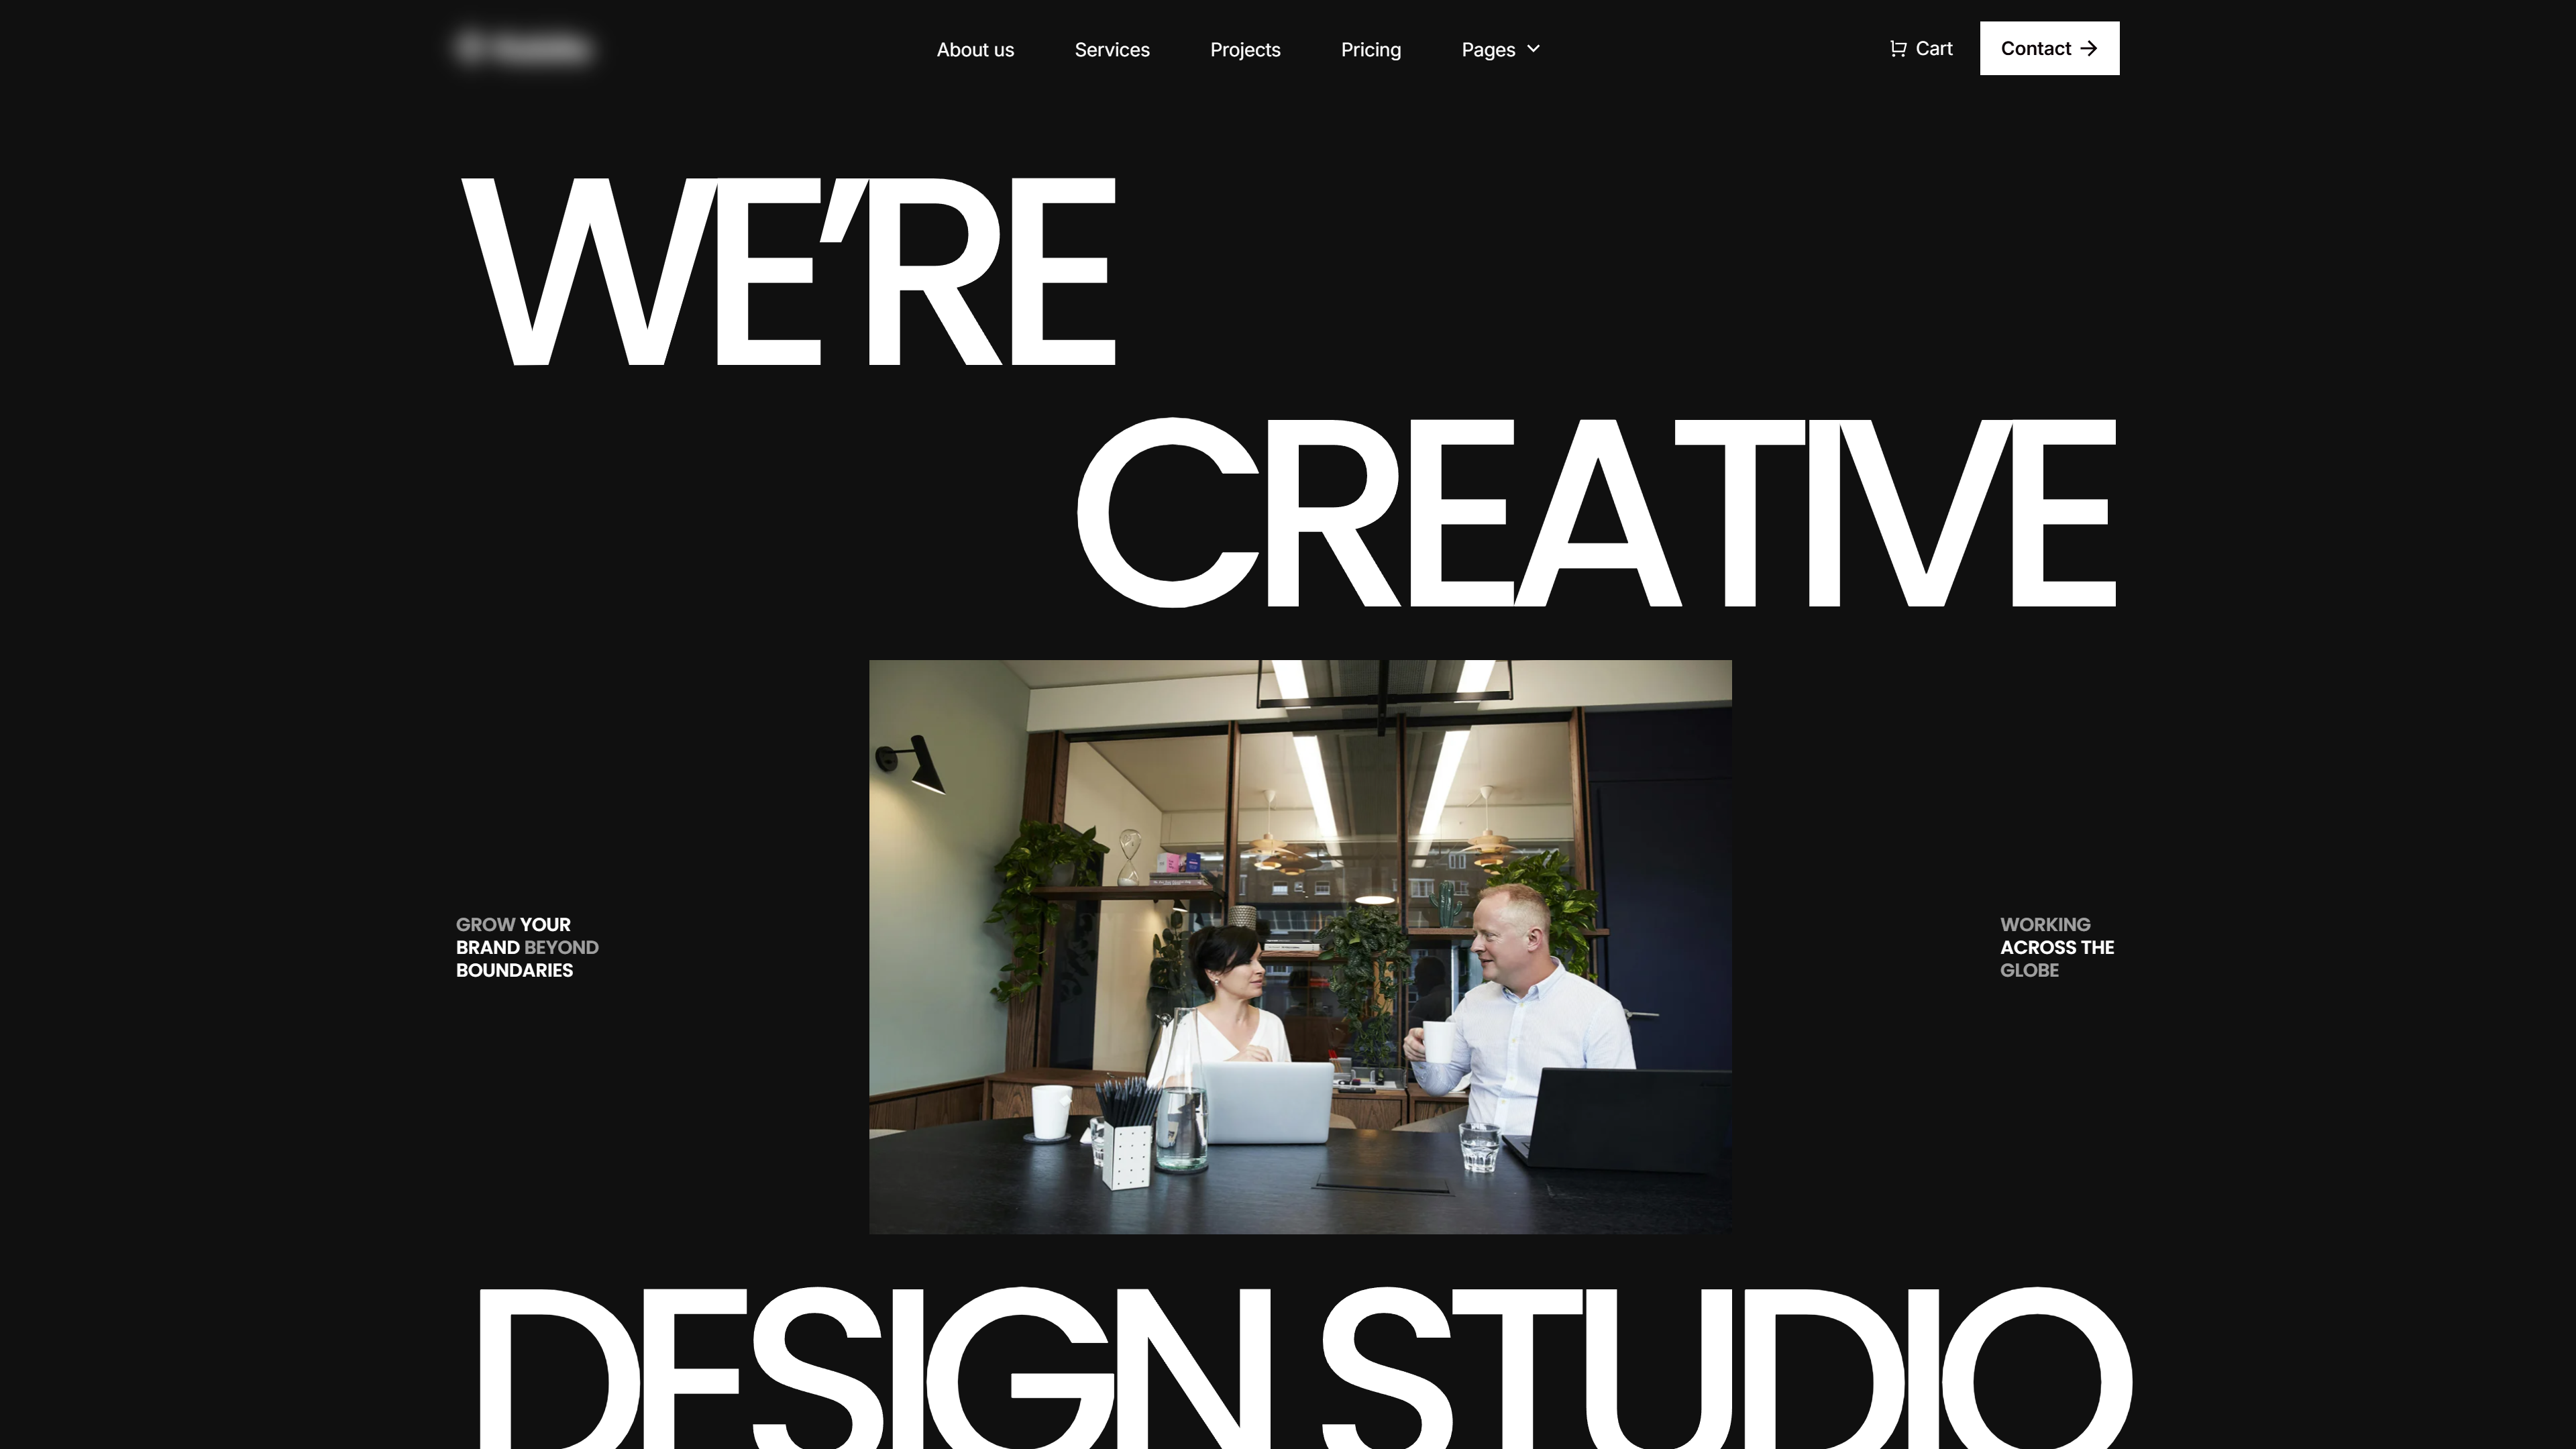 About us Services Projects Pricing Pages Cart Contact
WE'RE
CREATIVE
GROW YOUR
BRAND BEYOND
BOUNDARIES
WORKING
ACROSS THE
GLOBE
DESIGN STUDIO